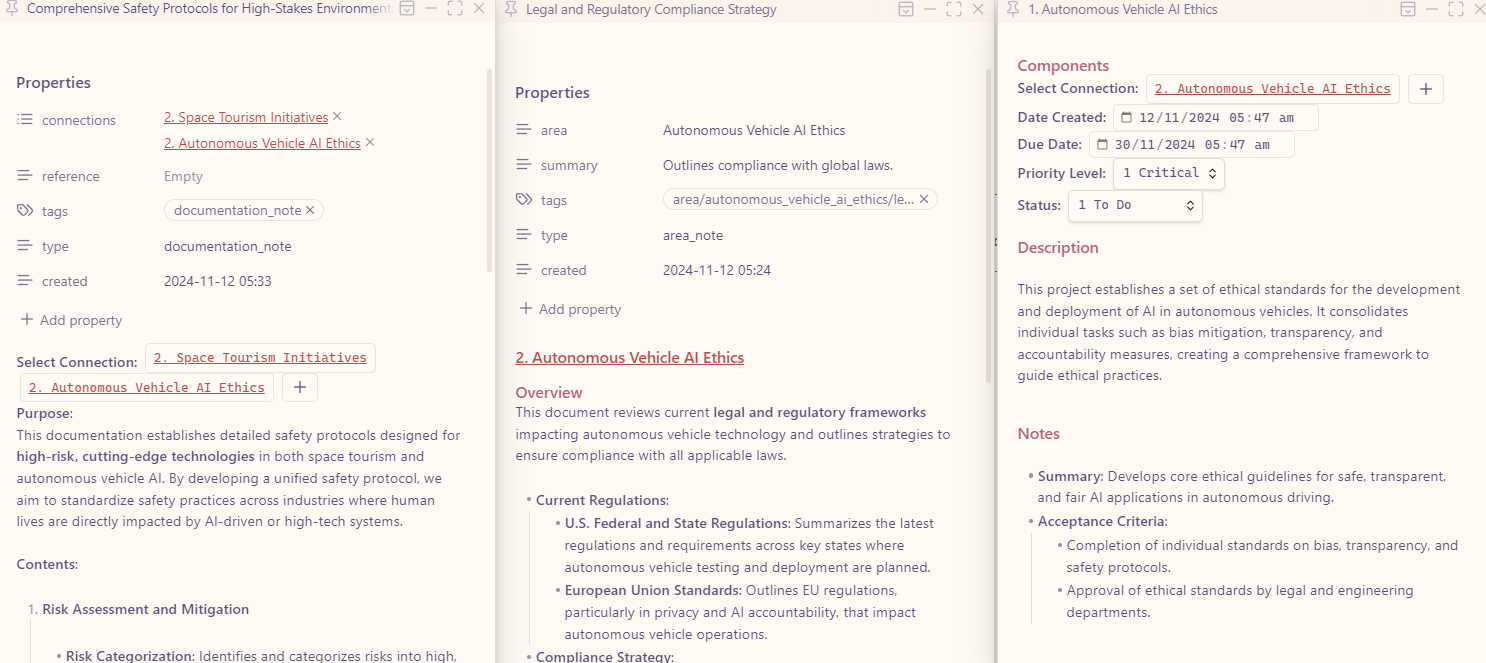 Comprehensive Safety Protocols for High-Stakes Environment
Properties
connections
2. Space Tourism Initiatives
2. Autonomous Vehicle AI Ethics
reference
Empty
tags
documentation_note
type
documentation_note
created
2024-11-12 05:33
Add property
Select Connection: 2. Space Tourism Initiatives
2. Autonomous Vehicle AI Ethics
Purpose:
This documentation establishes detailed safety protocols designed for
high-risk, cutting-edge technologies in both space tourism and
autonomous vehicle AI. By developing a unified safety protocol, we
aim to standardize safety practices across industries where human
lives are directly impacted by AI-driven or high-tech systems.
Contents:
1. Risk Assessment and Mitigation
• Risk Categorization: Identifies and categorizes risks into high,
Legal and Regulatory Compliance Strategy
Properties
area
Autonomous Vehicle AI Ethics
summary
Outlines compliance with global laws.
tags
area/autonomous_vehicle_ai_ethics/le...
type
area_note
created
2024-11-12 05:24
Add property
2. Autonomous Vehicle AI Ethics
Overview
This document reviews current legal and regulatory frameworks
impacting autonomous vehicle technology and outlines strategies to
ensure compliance with all applicable laws.
• Current Regulations:
• U.S. Federal and State Regulations: Summarizes the latest
regulations and requirements across key states where
autonomous vehicle testing and deployment are planned.
• European Union Standards: Outlines EU regulations,
particularly in privacy and AI accountability, that impact
autonomous vehicle operations.
• Compliance Strategy:
1. Autonomous Vehicle AI Ethics
Components
Select Connection: 2. Autonomous Vehicle AI Ethics
Date Created: 12/11/2024 05:47 am
Due Date: 30/11/2024 05:47 am
Priority Level: 1 Critical
Status: 1 To Do
Description
This project establishes a set of ethical standards for the development
and deployment of AI in autonomous vehicles. It consolidates
individual tasks such as bias mitigation, transparency, and
accountability measures, creating a comprehensive framework to
guide ethical practices.
Notes
• Summary: Develops core ethical guidelines for safe, transparent,
and fair AI applications in autonomous driving.
• Acceptance Criteria:
• Completion of individual standards on bias, transparency, and
safety protocols.
• Approval of ethical standards by legal and engineering
departments.